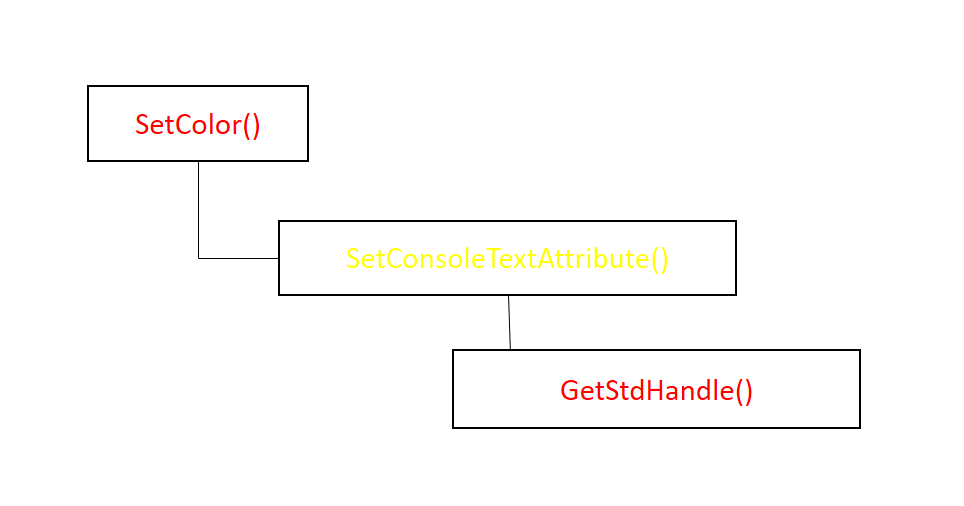 SetColor()
SetConsoleTextAttribute()
GetStdHandle()